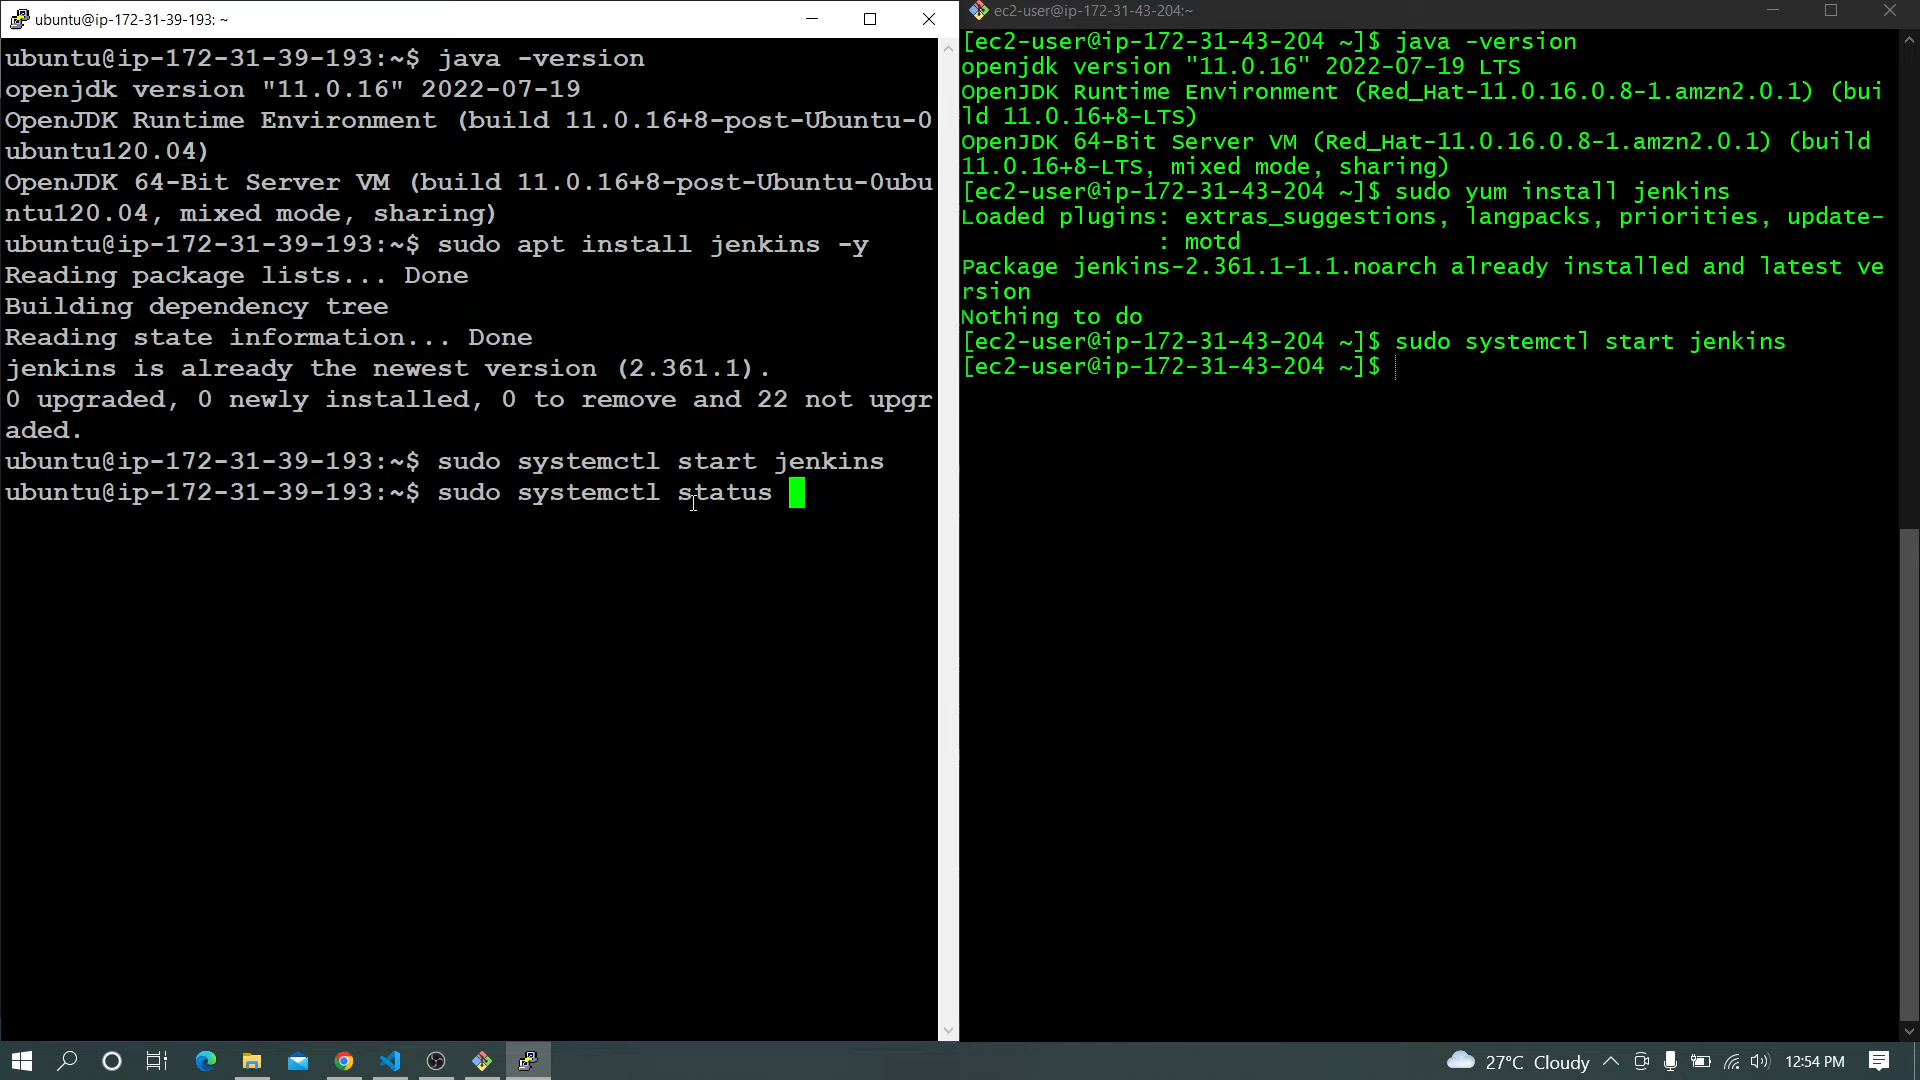 ubuntu@ip-172-31-39-193: ~
ubuntu@ip-172-31-39-193:~$ java -version
openjdk version "11.0.16" 2022-07-19
OpenJDK Runtime Environment (build 11.0.16+8-post-Ubuntu-0
ubuntu120.04)
OpenJDK 64-Bit Server VM (build 11.0.16+8-post-Ubuntu-0ubu
ntu120.04, mixed mode, sharing)
ubuntu@ip-172-31-39-193:~$ sudo apt install jenkins -y
Reading package lists... Done
Building dependency tree
Reading state information... Done
jenkins is already the newest version (2.361.1).
0 upgraded, 0 newly installed, 0 to remove and 22 not upgr
aded.
ubuntu@ip-172-31-39-193:~$ sudo systemctl start jenkins
ubuntu@ip-172-31-39-193:~$ sudo systemctl status
ec2-user@ip-172-31-43-204:~
[ec2-user@ip-172-31-43-204 ~]$ java -version
openjdk version "11.0.16" 2022-07-19 LTS
OpenJDK Runtime Environment (Red_Hat-11.0.16.0.8-1.amzn2.0.1) (bui
ld 11.0.16+8-LTS)
OpenJDK 64-Bit Server VM (Red_Hat-11.0.16.0.8-1.amzn2.0.1) (build
11.0.16+8-LTS, mixed mode, sharing)
[ec2-user@ip-172-31-43-204 ~]$ sudo yum install jenkins
Loaded plugins: extras_suggestions, langpacks, priorities, update-
: motd
Package jenkins-2.361.1-1.1.noarch already installed and latest ve
rsion
Nothing to do
[ec2-user@ip-172-31-43-204 ~]$ sudo systemctl start jenkins
[ec2-user@ip-172-31-43-204 ~]$
27°C Cloudy
12:54 PM